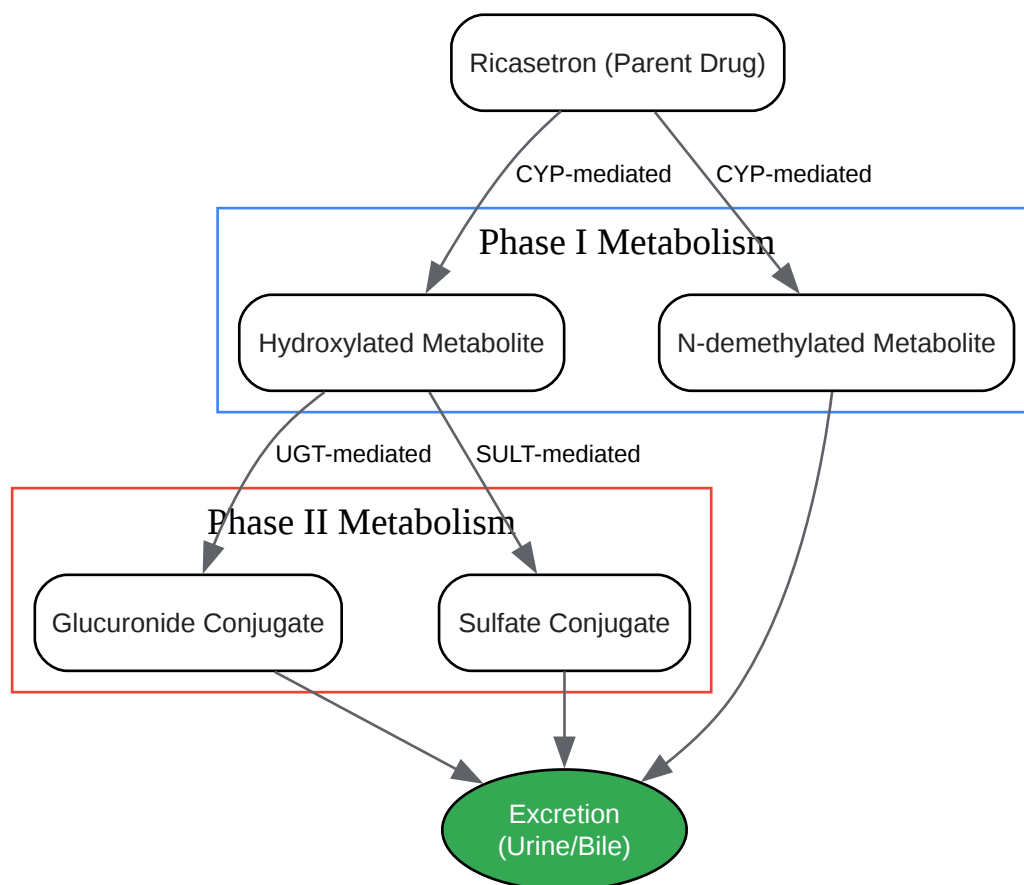 Ricasetron (Parent Drug)
CYP-mediated CYP-mediated
Phase I Metabolism
Hydroxylated Metabolite N-demethylated Metabolite
UGT-mediated SULT-mediated
Phase II Metabolism
Glucuronide Conjugate Sulfate Conjugate
Excretion
(Urine/Bile)